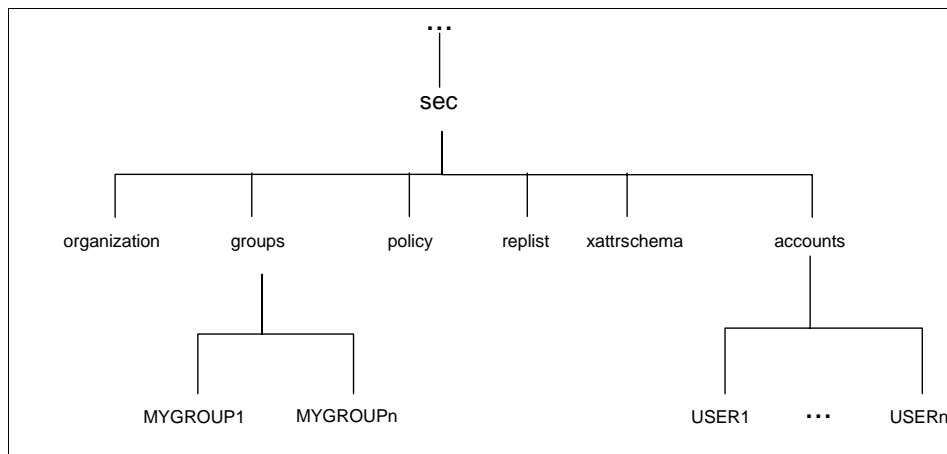 ...
sec
organization groups policy replist xattrschema accounts
MYGROUP1 MYGROUPn USER1 ... USERn